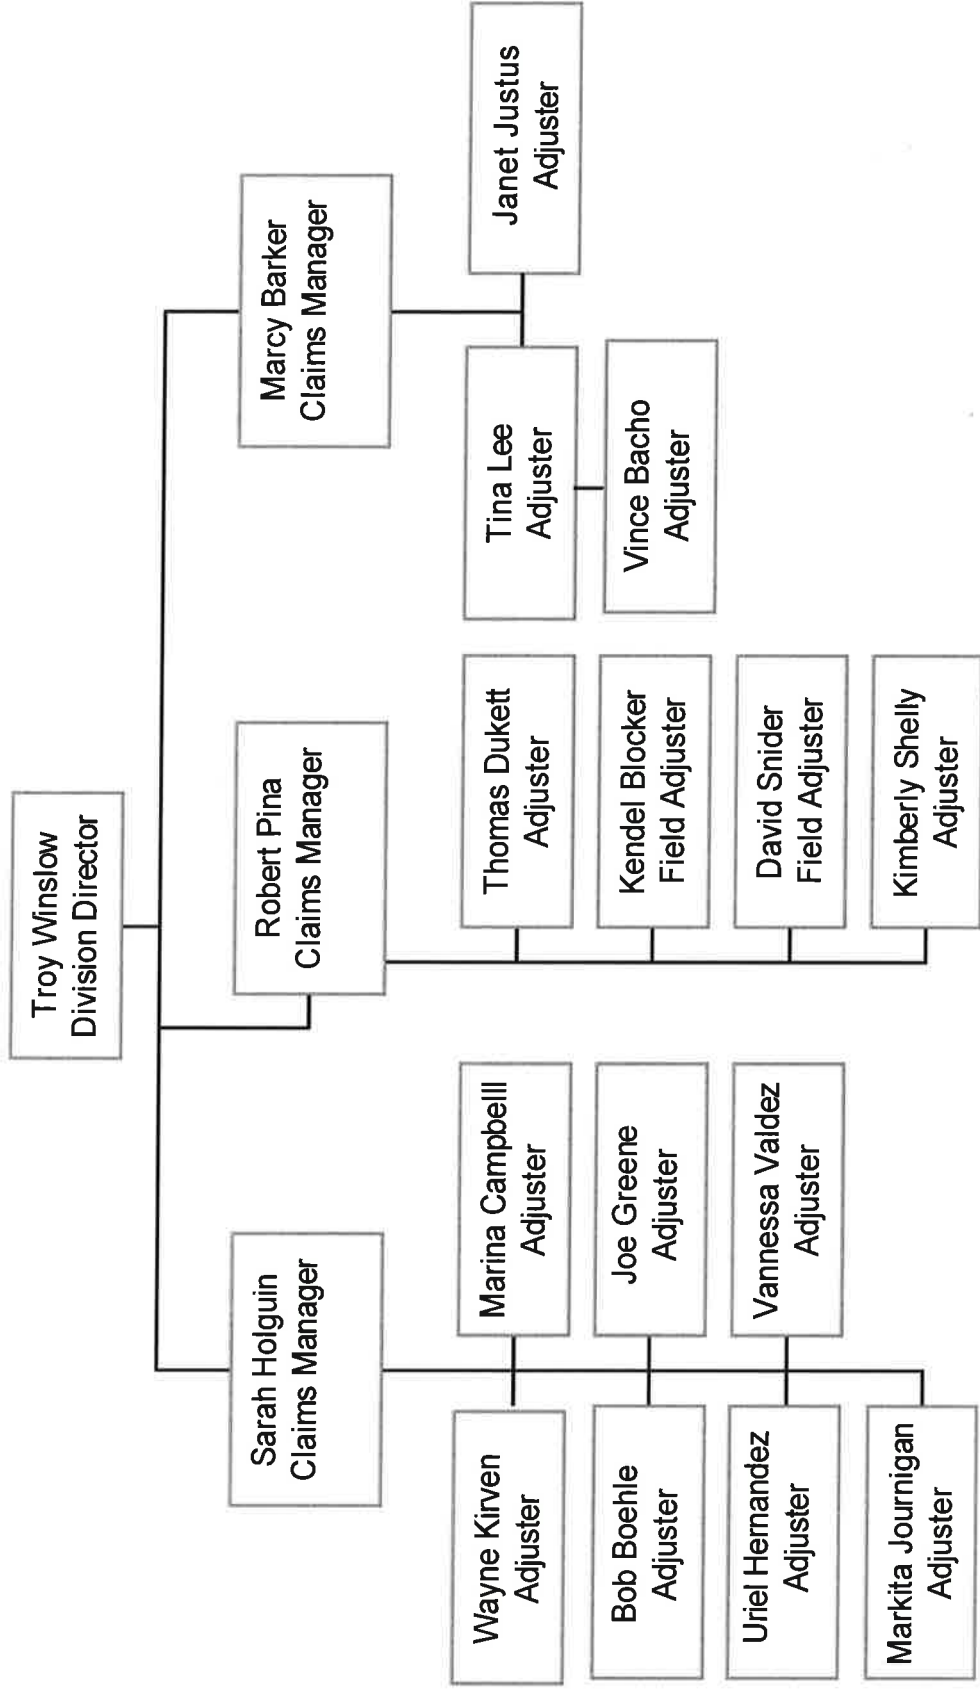 Troy Winslow
Division Director
Sarah Holguin
Claims Manager
Robert Pina
Claims Manager
Marcy Barker
Claims Manager
Wayne Kirven
Adjuster
Marina Campbelll
Adjuster
Bob Boehle
Adjuster
Joe Greene
Adjuster
Uriel Hernandez
Adjuster
Vannessa Valdez
Adjuster
Markita Journigan
Adjuster
Thomas Dukett
Adjuster
Kendel Blocker
Field Adjuster
David Snider
Field Adjuster
Kimberly Shelly
Adjuster
Tina Lee
Adjuster
Janet Justus
Adjuster
Vince Bacho
Adjuster